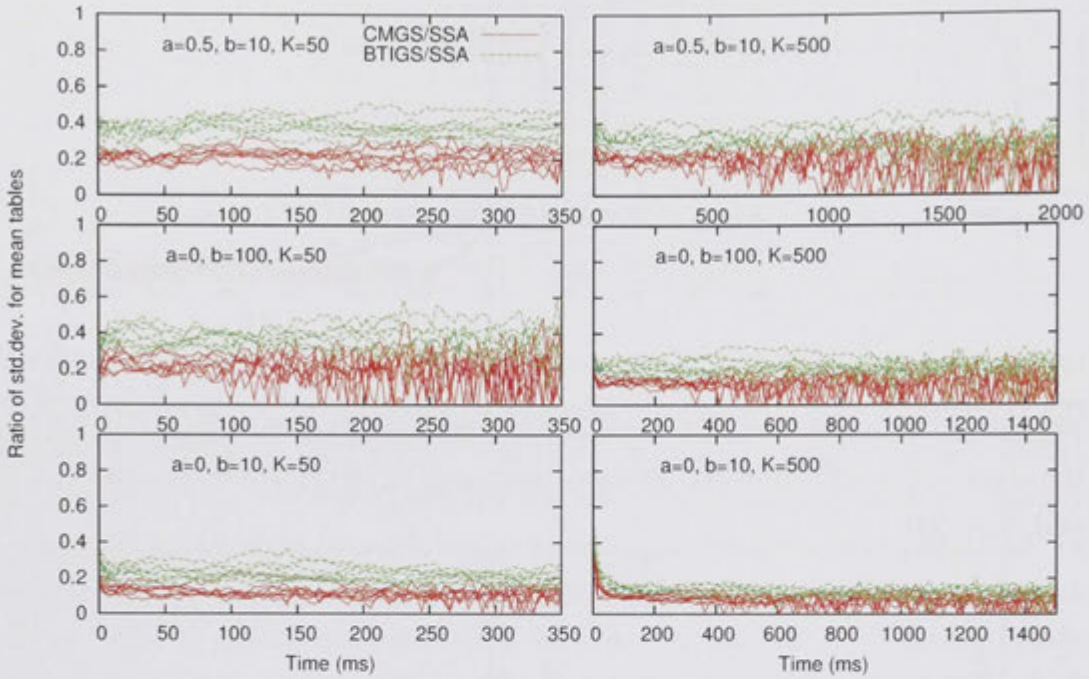 Ratio of std.dev. for mean tables
a=0.5, b=10, K=50
CMGS/SSA
BTIGS/SSA
1
0.8
0.6
0.4
0.2
0
0 50 100 150 200 250 300 350
a=0.5, b=10, K=500
0 500 1000 1500 2000
a=0, b=100, K=50
1
0.8
0.6
0.4
0.2
0
0 50 100 150 200 250 300 350
a=0, b=100, K=500
0 200 400 600 800 1000 1200 1400
a=0, b=10, K=50
1
0.8
0.6
0.4
0.2
0
0 50 100 150 200 250 300 350
Time (ms)
a=0, b=10, K=500
0 200 400 600 800 1000 1200 1400
Time (ms)